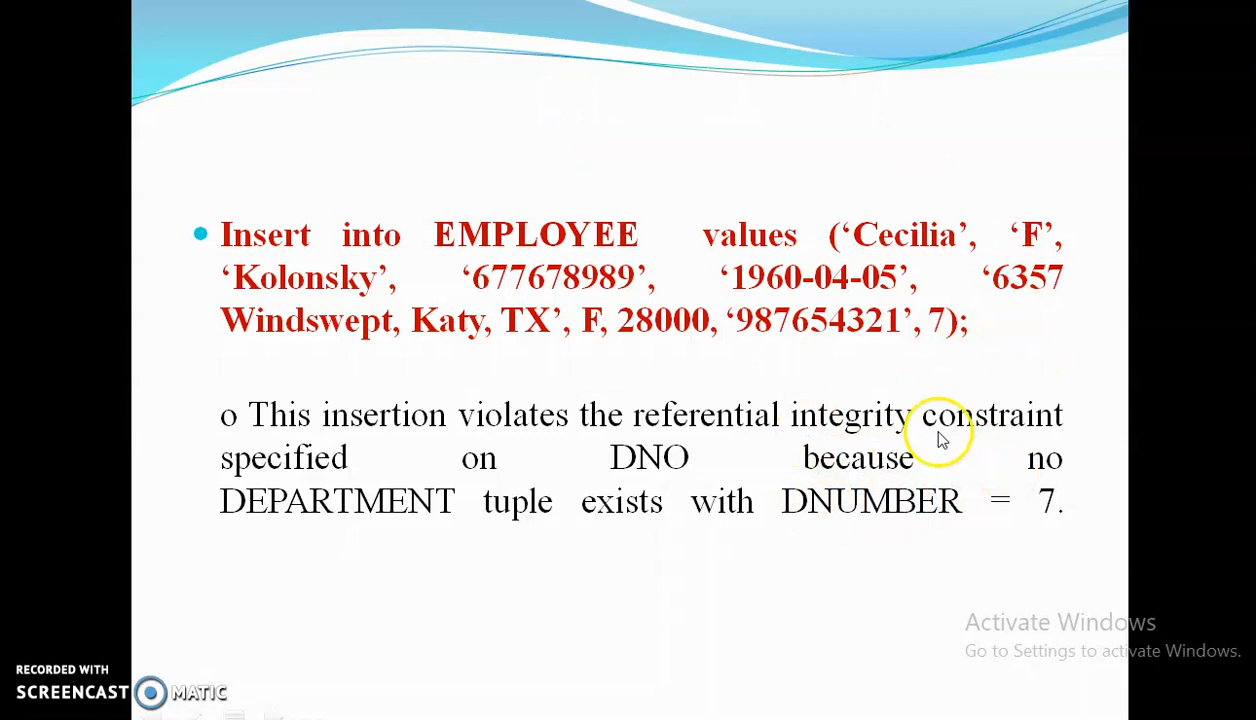 Insert into EMPLOYEE values (‘Cecilia’, ‘F’,
‘Kolonsky’, ‘677678989’, ‘1960-04-05’, ‘6357
Windswept, Katy, TX’, F, 28000, ‘987654321’, 7);
o This insertion violates the referential integrity constraint
specified on DNO because no
DEPARTMENT tuple exists with DNUMBER = 7.
Activate Windows
Go to Settings to activate Windows.
RECORDED WITH
SCREENCAST MATIC